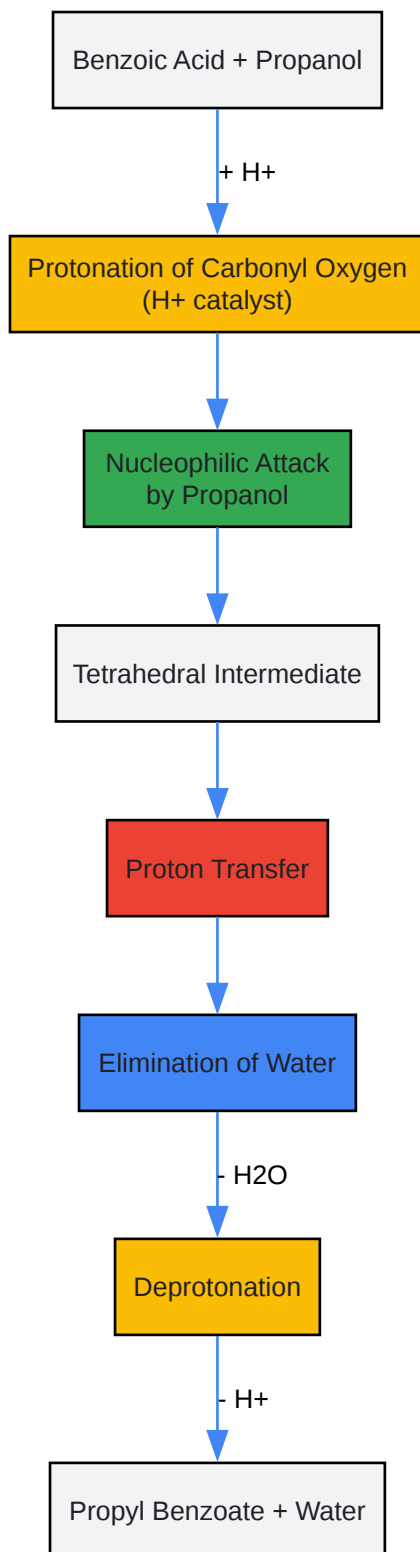 Benzoic Acid + Propanol
+ H+
Protonation of Carbonyl Oxygen
(H+ catalyst)
Nucleophilic Attack
by Propanol
Tetrahedral Intermediate
Proton Transfer
Elimination of Water
- H2O
Deprotonation
- H+
Propyl Benzoate + Water